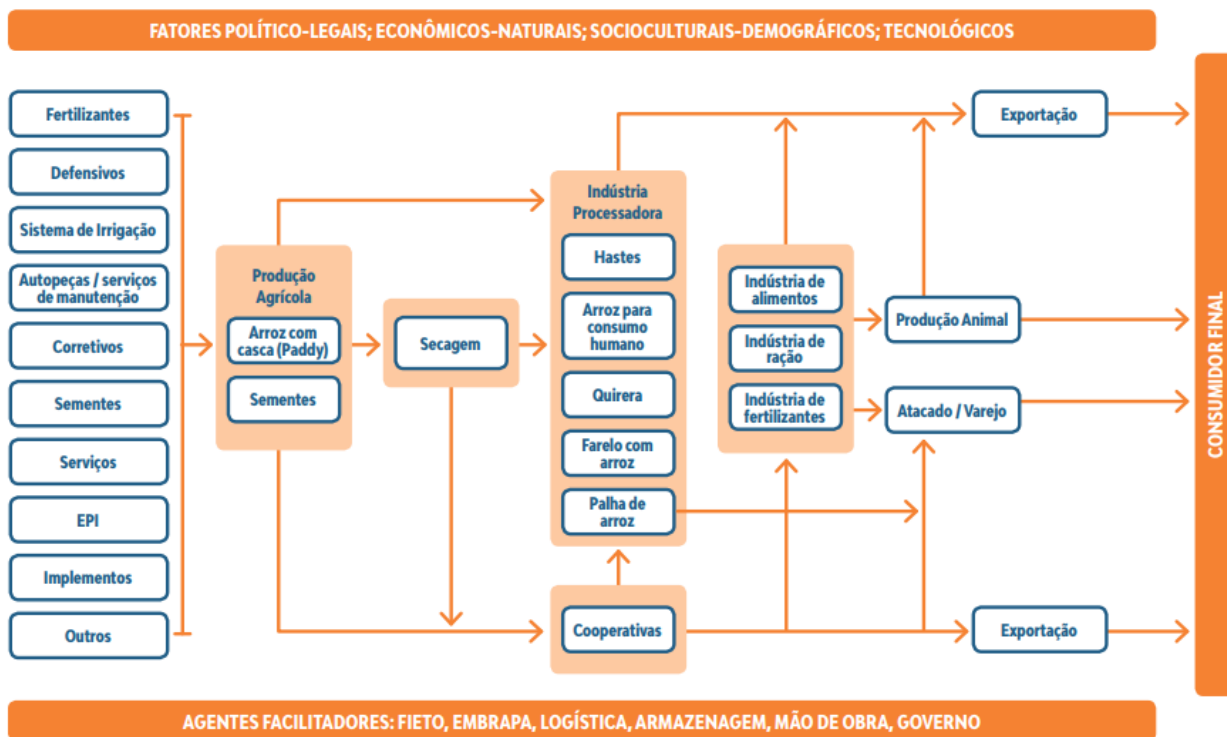 FATORES POLÍTICO-LEGAIS; ECONÔMICOS-NATURAIS; SOCIOCULTURAIS-DEMOGRÁFICOS; TECNOLÓGICOS
Fertilizantes
Defensivos
Sistema de Irrigação
Autopeças / serviços
de manutenção
Corretivos
Sementes
Serviços
EPI
Implementos
Outros
Produção
Agrícola
Arroz com
casca (Paddy)
Sementes
Secagem
Indústria
Processadora
Hastes
Arroz para
consumo
humano
Quirera
Farelo com
arroz
Palha de
arroz
Cooperativas
Indústria de
alimentos
Indústria de
ração
Indústria de
fertilizantes
Exportação
Produção Animal
Atacado / Varejo
Exportação
CONSUMIDOR FINAL
AGENTES FACILITADORES: FIETO, EMBRAPA, LOGÍSTICA, ARMAZENAGEM, MÃO DE OBRA, GOVERNO